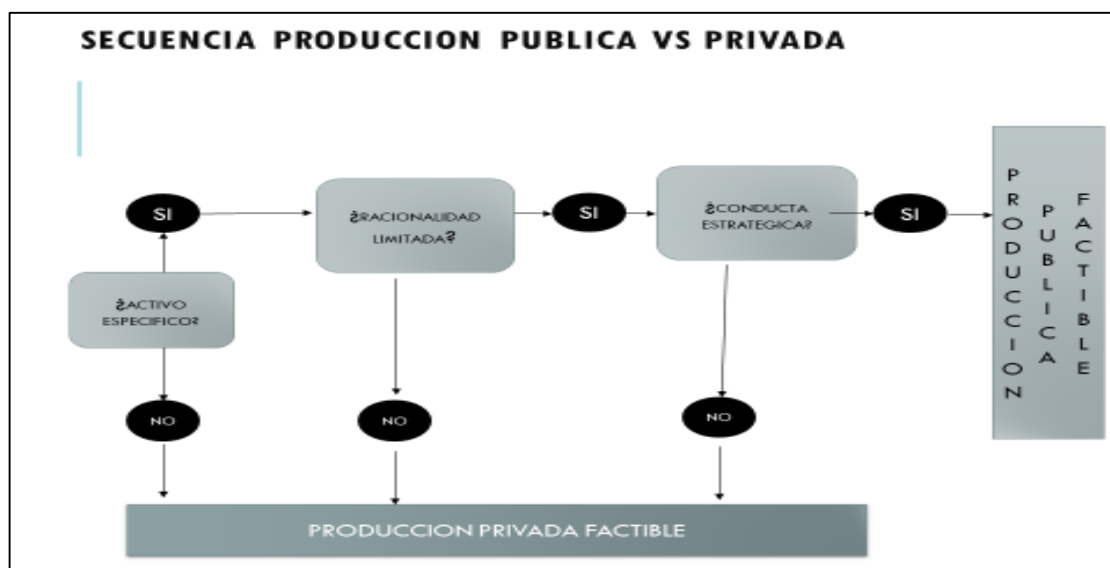 SECUENCIA PRODUCCION PUBLICA VS PRIVADA
SI
¿RACIONALIDAD
LIMITADA?
SI
¿CONDUCTA
ESTRATEGICA?
SI
PRODUCCION
PUBLICA
FACTIBLE
¿ACTIVO
ESPECIFICO?
NO
NO
NO
PRODUCCION PRIVADA FACTIBLE